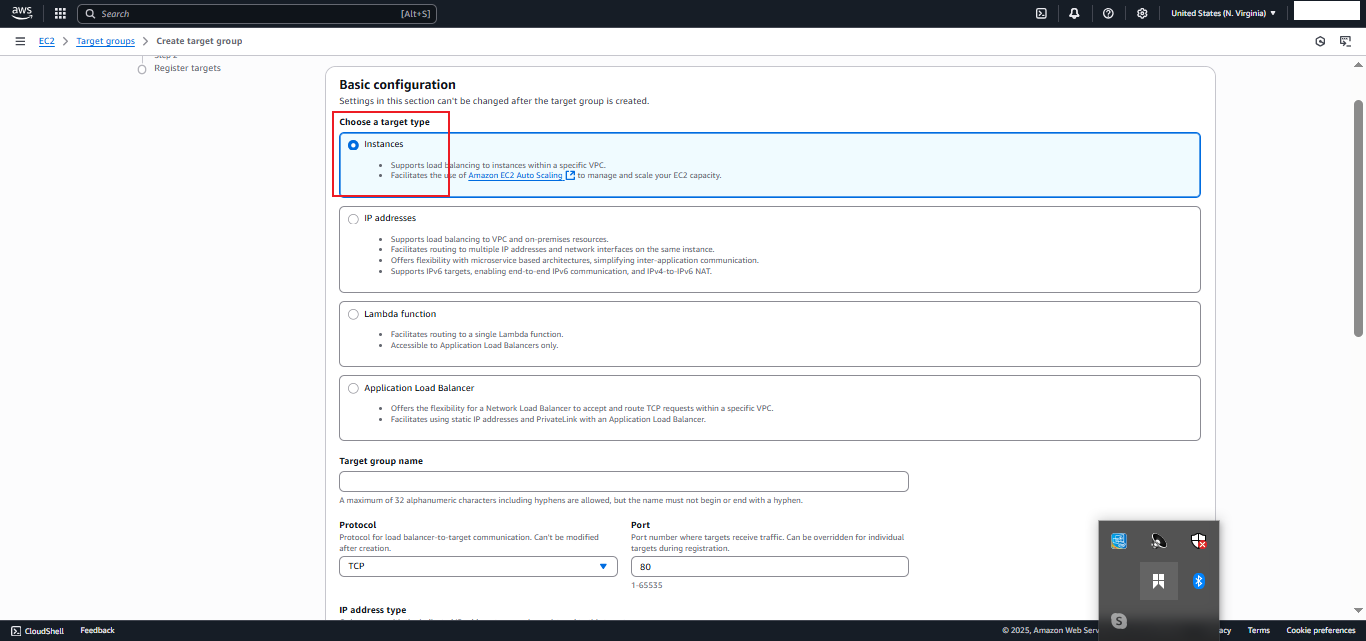 aws
Search [Alt+S]
United States (N. Virginia)
EC2 > Target groups > Create target group
Step 2
Register targets
Basic configuration
Settings in this section can't be changed after the target group is created.
Choose a target type
Instances
• Supports load balancing to instances within a specific VPC.
• Facilitates the use of Amazon EC2 Auto Scaling to manage and scale your EC2 capacity.
IP addresses
• Supports load balancing to VPC and on-premises resources.
• Facilitates routing to multiple IP addresses and network interfaces on the same instance.
• Offers flexibility with microservice based architectures, simplifying inter-application communication.
• Supports IPv6 targets, enabling end-to-end IPv6 communication, and IPv4-to-IPv6 NAT.
Lambda function
• Facilitates routing to a single Lambda function.
• Accessible to Application Load Balancers only.
Application Load Balancer
• Offers the flexibility for a Network Load Balancer to accept and route TCP requests within a specific VPC.
• Facilitates using static IP addresses and PrivateLink with an Application Load Balancer.
Target group name
A maximum of 32 alphanumeric characters including hyphens are allowed, but the name must not begin or end with a hyphen.
Protocol
Protocol for load balancer-to-target communication. Can't be modified
after creation.
TCP
Port
Port number where targets receive traffic. Can be overridden for individual
targets during registration.
80
1-65535
IP address type
CloudShell Feedback © 2025, Amazon Web Serv acy Terms Cookie preferences